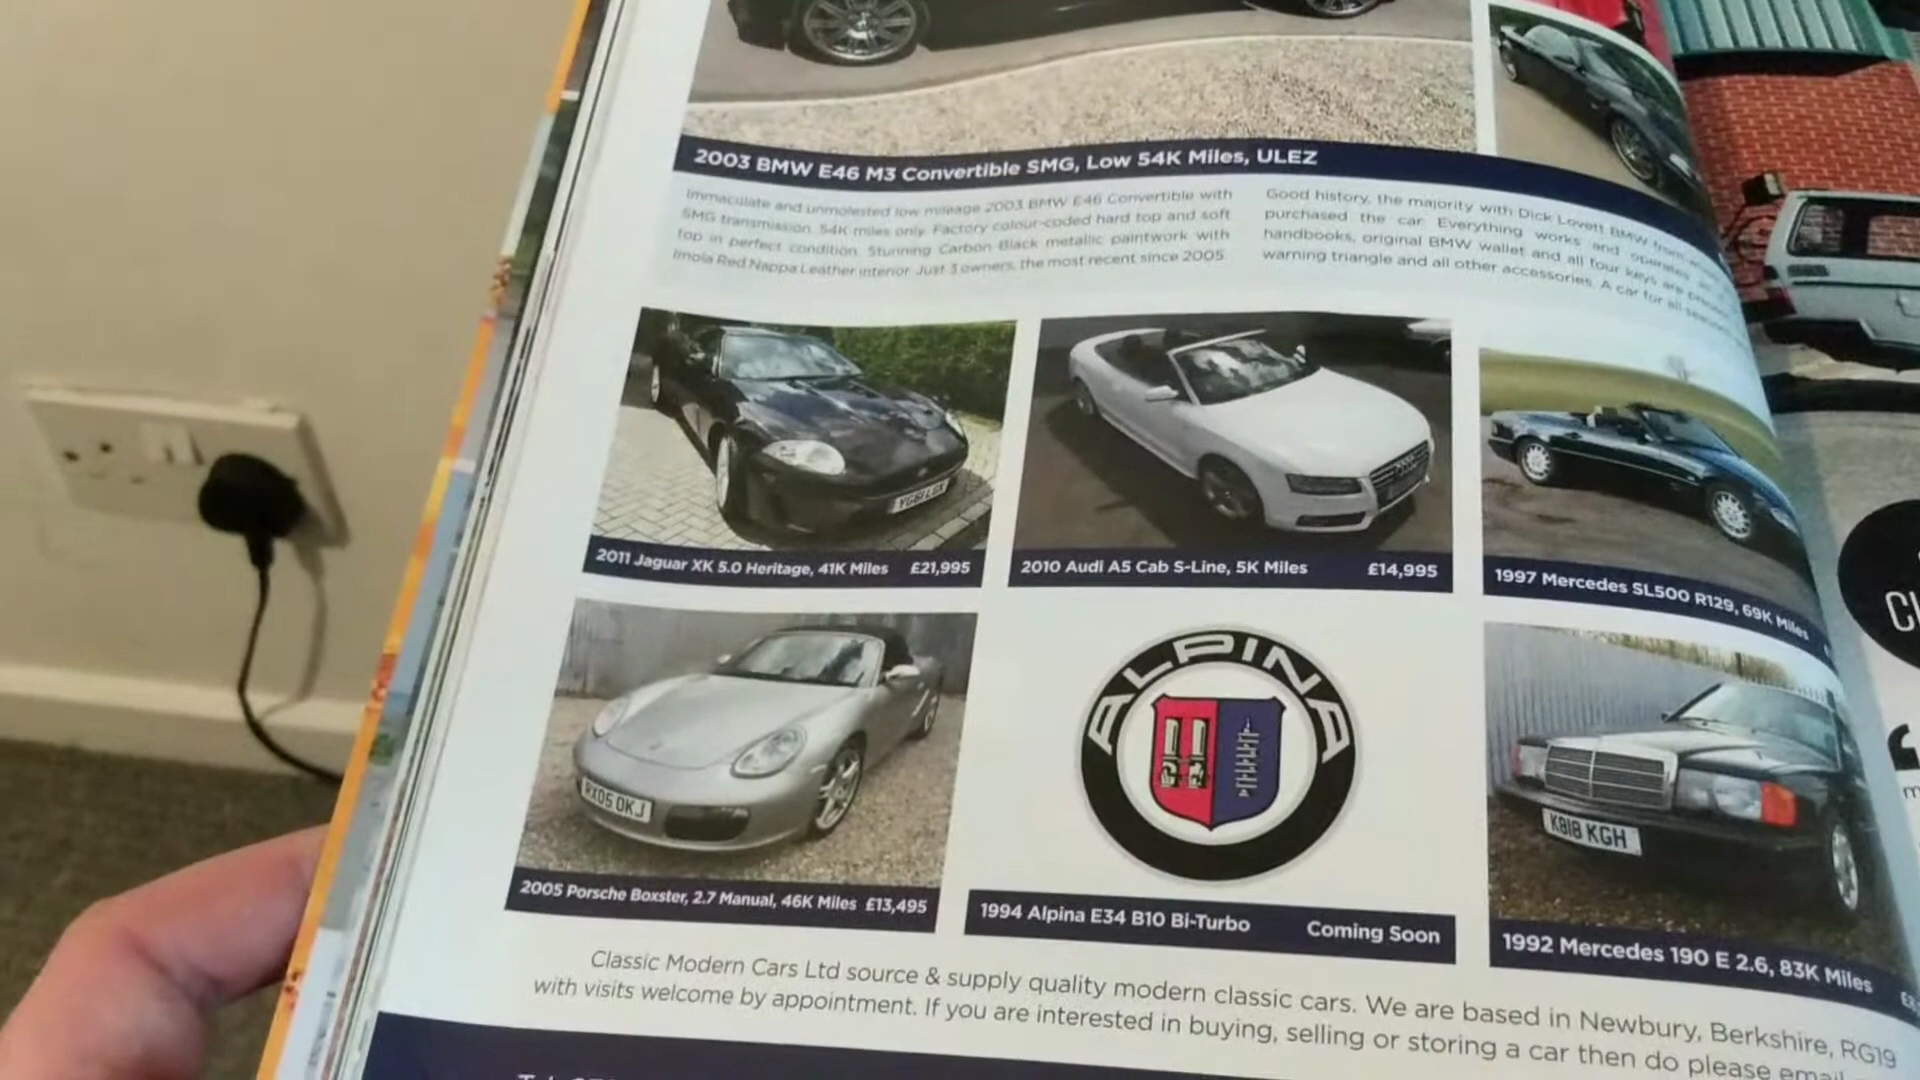 2003 BMW E46 M3 Convertible SMG, Low 54K Miles, ULEZ
Immaculate and unmolested low mileage 2003 BMW E46 Convertible with
SMG transmission. 54K miles only. Factory colour-coded hard top and soft
top in perfect condition. Stunning Carbon Black metallic paintwork with
Imola Red Nappa Leather interior. Just 3 owners, the most recent since 2005.
Good history, the majority with Dick Lovett BMW from
purchased the car. Everything works and operates
handbooks, original BMW wallet and all four keys are
warning triangle and all other accessories. A car for all
YG61
2011 Jaguar XK 5.0 Heritage, 41K Miles £21,995
2010 Audi A5 Cab S-Line, 5K Miles £14,995
1997 Mercedes SL500 R129, 69K Miles
RX05 OKJ
2005 Porsche Boxster, 2.7 Manual, 46K Miles £13,495
ALPINA
1994 Alpina E34 B10 Bi-Turbo Coming Soon
K818 KGH
1992 Mercedes 190 E 2.6, 83K Miles
Classic Modern Cars Ltd source & supply quality modern classic cars. We are based in Newbury, Berkshire, RG19
with visits welcome by appointment. If you are interested in buying, selling or storing a car then do please email